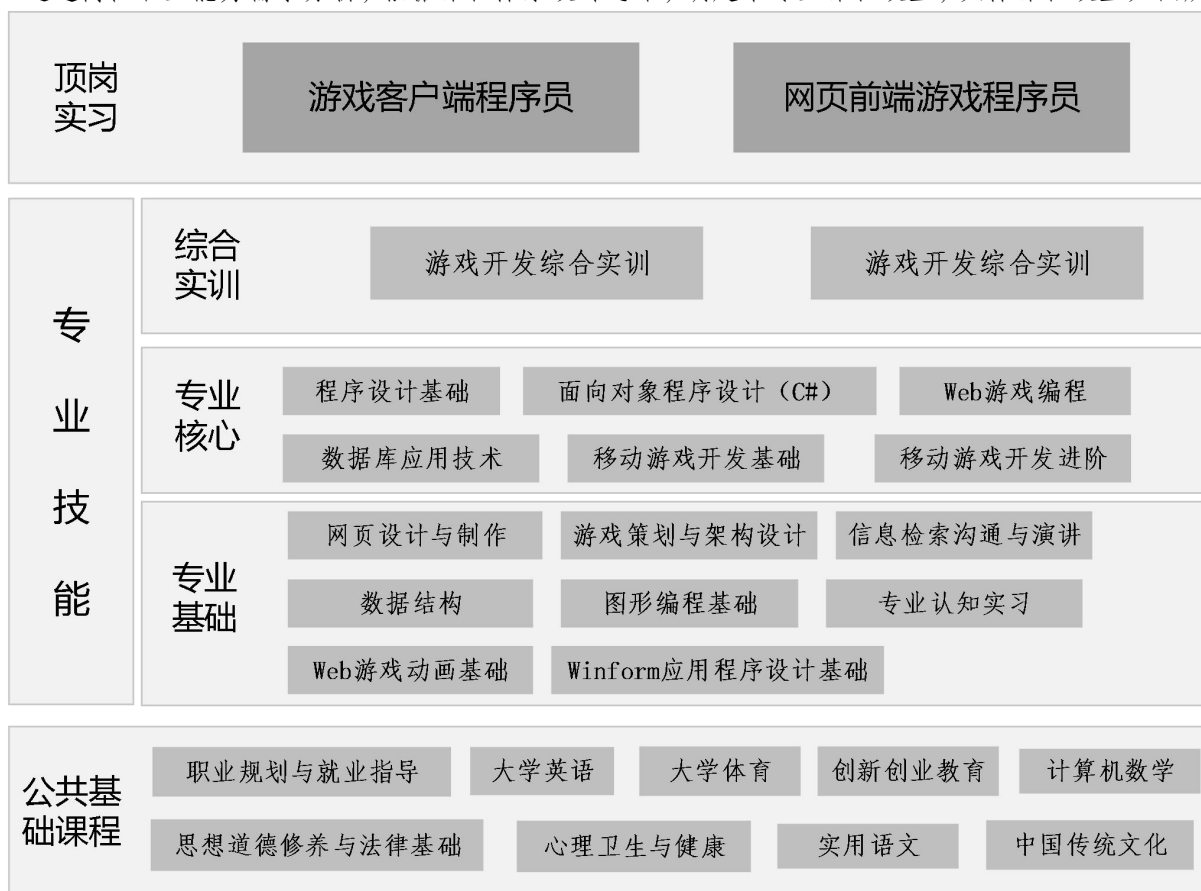 顶岗
实习
游戏客户端程序员
网页前端游戏程序员
专
业
技
能
综合
实训
游戏开发综合实训
游戏开发综合实训
专业
核心
程序设计基础
面向对象程序设计（C#）
Web游戏编程
数据库应用技术
移动游戏开发基础
移动游戏开发进阶
专业
基础
网页设计与制作
游戏策划与架构设计
信息检索沟通与演讲
数据结构
图形编程基础
专业认知实习
Web游戏动画基础
Winform应用程序设计基础
公共基
础课程
职业规划与就业指导
大学英语
大学体育
创新创业教育
计算机数学
思想道德修养与法律基础
心理卫生与健康
实用语文
中国传统文化